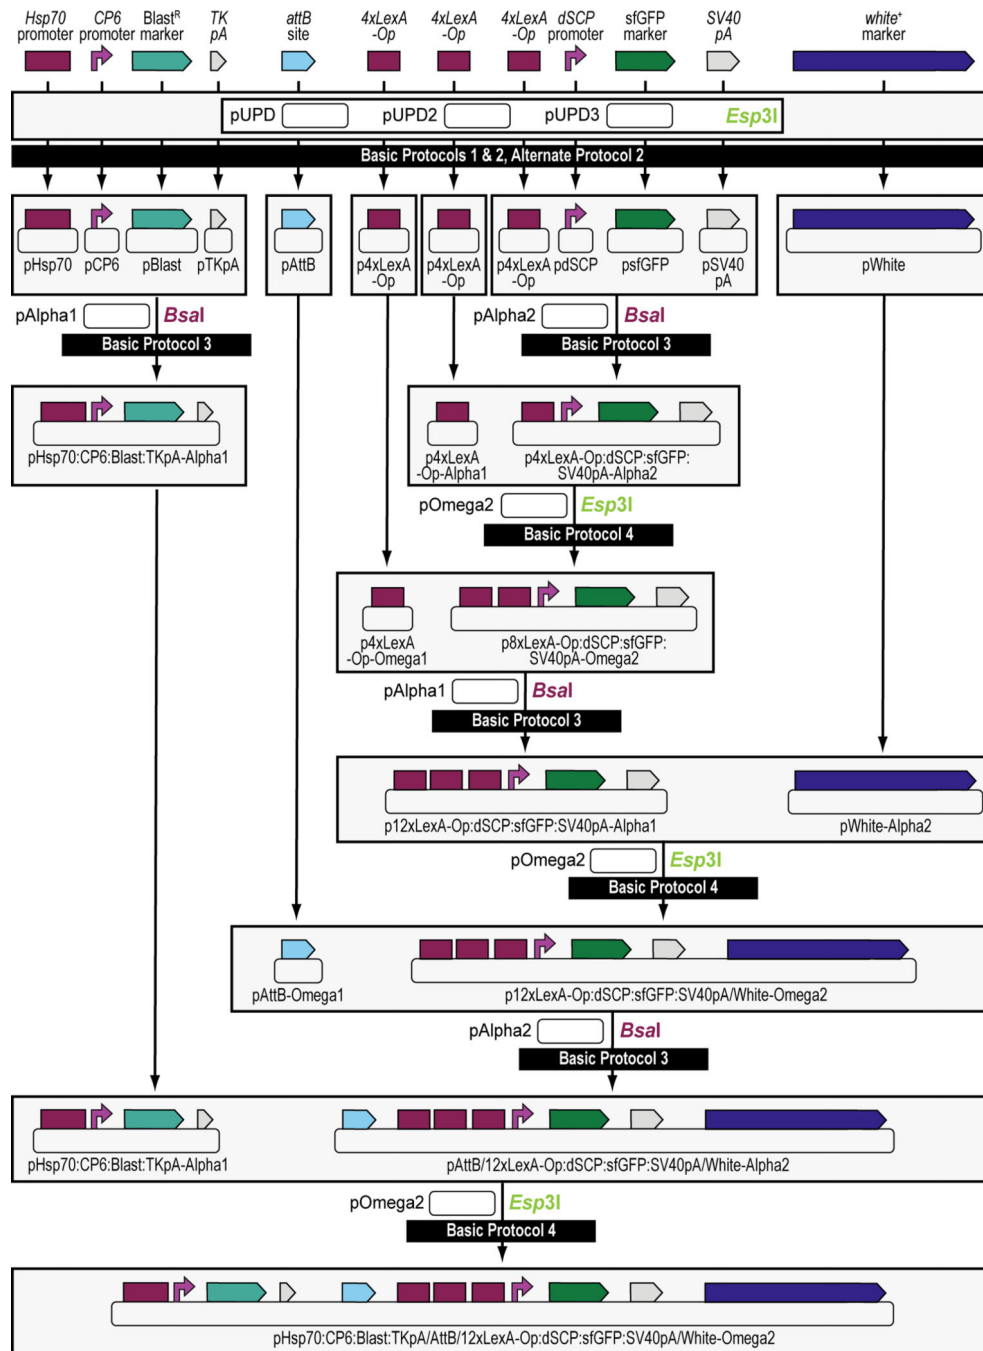 Hsp70 promoter
CP6 promoter
Blast^R marker
TK pA
attB site
4xLexA -Op
4xLexA -Op
4xLexA -Op
dSCP promoter
sfGFP marker
SV40 pA
white+ marker
pUPD
pUPD2
pUPD3
Esp3I
Basic Protocols 1 & 2, Alternate Protocol 2
pHsp70
pCP6
pBlast
pTKpA
pAttB
p4xLexA -Op
p4xLexA -Op
p4xLexA -Op
pdSCP
psfGFP
pSV40 pA
pWhite
pAlpha1
BsaI
Basic Protocol 3
pAlpha2
BsaI
Basic Protocol 3
pHsp70:CP6:Blast:TKpA-Alpha1
p4xLexA
-Op-Alpha1
p4xLexA-Op:dSCP:sfGFP:
SV40pA-Alpha2
pOmega2
Esp3I
Basic Protocol 4
p4xLexA
-Op-Omega1
p8xLexA-Op:dSCP:sfGFP:
SV40pA-Omega2
pAlpha1
BsaI
Basic Protocol 3
p12xLexA-Op:dSCP:sfGFP:SV40pA-Alpha1
pWhite-Alpha2
pOmega2
Esp3I
Basic Protocol 4
pAttB-Omega1
p12xLexA-Op:dSCP:sfGFP:SV40pA/White-Omega2
pAlpha2
BsaI
Basic Protocol 3
pHsp70:CP6:Blast:TKpA-Alpha1
pAttB/12xLexA-Op:dSCP:sfGFP:SV40pA/White-Alpha2
pOmega2
Esp3I
Basic Protocol 4
pHsp70:CP6:Blast:TKpA/AttB/12xLexA-Op:dSCP:sfGFP:SV40pA/White-Omega2